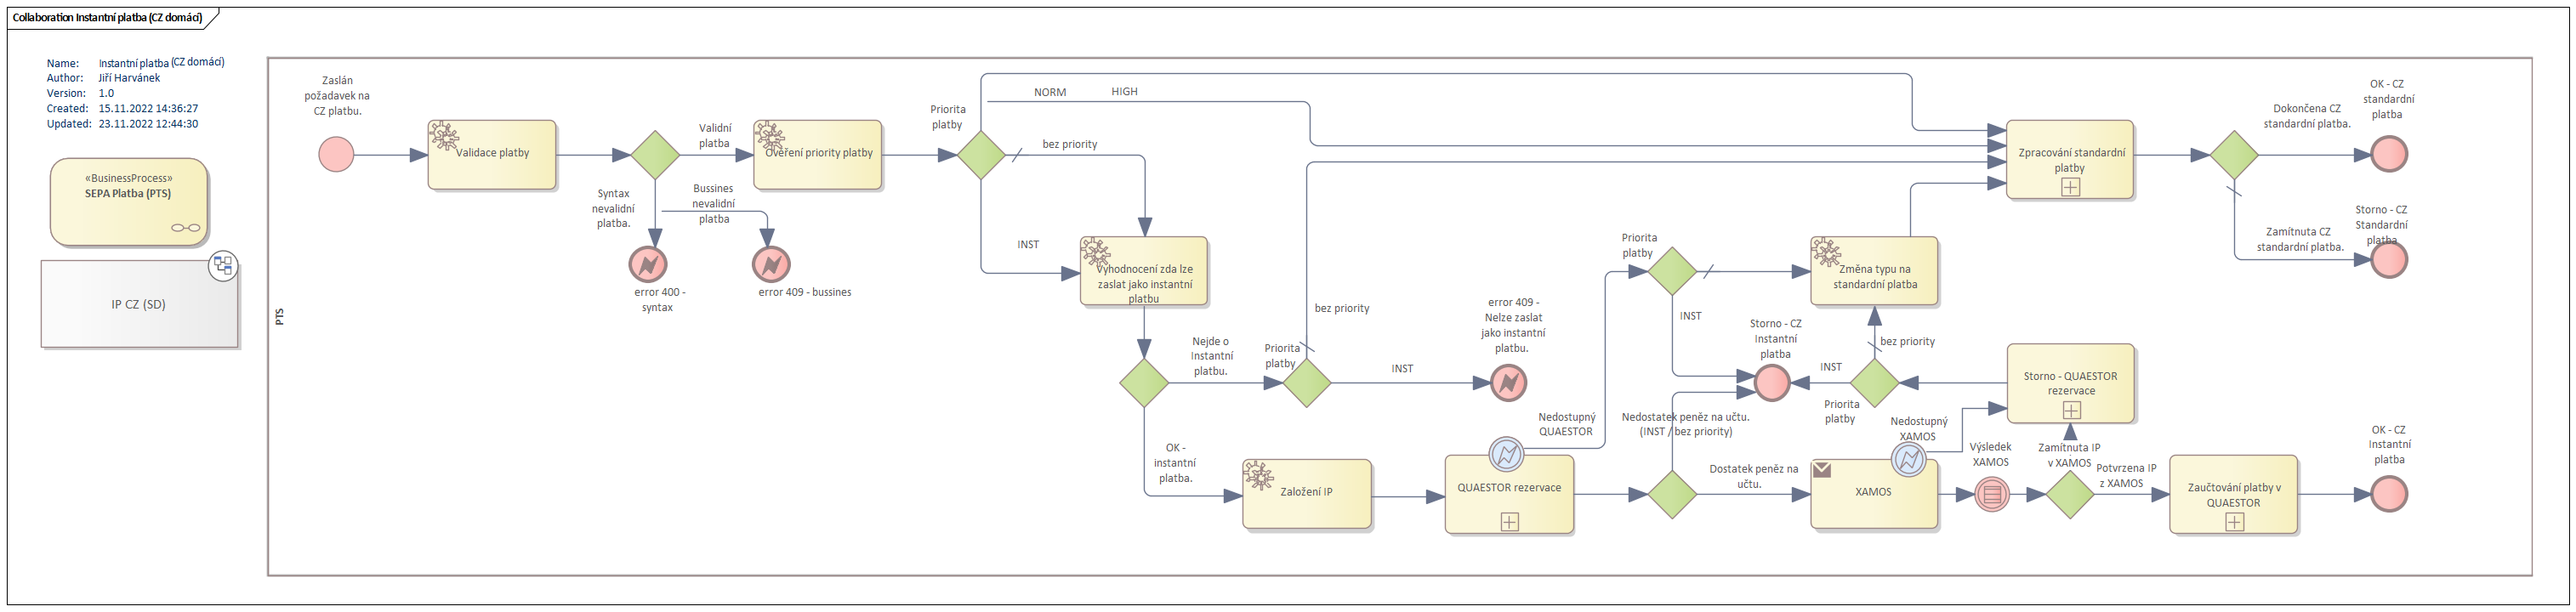 Collaboration Instantní platba (CZ domácí)
Name: Instantní platba (CZ domácí)
Author: Jiří Harvánek
Version: 1.0
Created: 15.11.2022 14:36:27
Updated: 23.11.2022 12:44:30
«BusinessProcess»
SEPA Platba (PTS)
IP CZ (SD)
PTS
Zaslán
požadavek na
CZ platbu.
Validace platby
Validní
platba
Syntax
nevalidní
platba.
Bussines
nevalidní
platba
error 400 -
syntax
error 409 - bussines
Ověření priority platby
Priorita
platby
NORM
HIGH
bez priority
INST
Vyhodnocení zda lze
zaslat jako instantní
platbu
Nejde o
Instantní
platbu.
Priorita
platby
bez priority
INST
error 409 -
Nelze zaslat
jako instantní
platbu.
OK -
instantní
platba.
Založení IP
QUAESTOR rezervace
Nedostupný
QUAESTOR
Priorita
platby
INST
Změna typu na
standardní platba
Storno - CZ
Instantní
platba
Nedostatek peněz na učtu.
(INST / bez priority)
Dostatek peněz na
učtu.
XAMOS
Nedostupný
XAMOS
INST
bez priority
Priorita
platby
Storno - QUAESTOR
rezervace
Výsledek
XAMOS
Zamítnuta IP
v XAMOS
Potvrzena IP
z XAMOS
Zaučtování platby v
QUAESTOR
OK - CZ
Instantní
platba
Zpracování standardní
platby
Dokončena CZ
standardní platba.
OK - CZ
standardní
platba
Zamítnuta CZ
standardní platba.
Storno - CZ
Standardní
platba